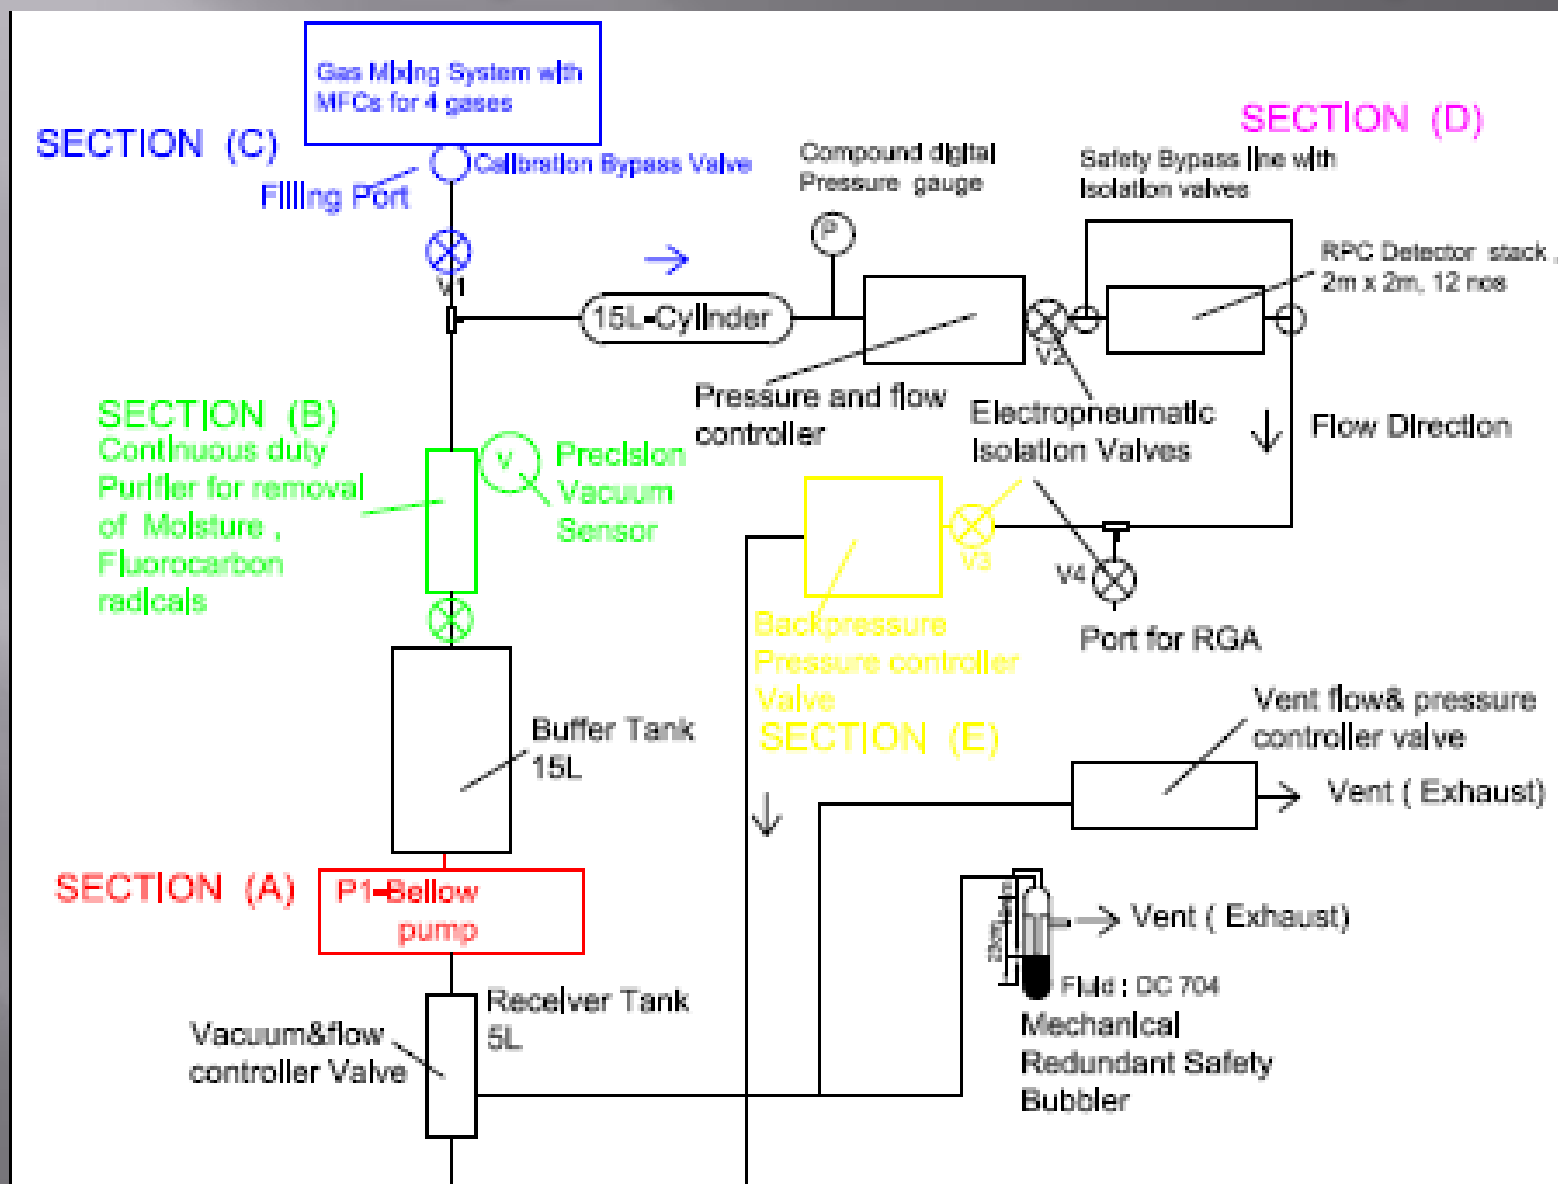 Gas Mixing System with
MFCs for 4 gases
SECTION (C)
Calibration Bypass Valve
Filling Port
V1
SECTION (D)
Compound digital
Pressure gauge
P
Safety Bypass line with
isolation valves
RPC Detector stack ,
2m x 2m, 12 nos
15L-Cylinder
V2
Pressure and flow
controller
Electropneumatic
Isolation Valves
Flow Direction
SECTION (B)
Continuous duty
Purifier for removal
of Moisture ,
Fluorocarbon
radicals
V
Precision
Vacuum
Sensor
V3
V4
Port for RGA
Backpressure
Pressure controller
Valve
SECTION (E)
Buffer Tank
15L
Vent flow& pressure
controller valve
Vent ( Exhaust)
SECTION (A)
P1-Bellow
pump
Vent ( Exhaust)
Fluid : DC 704
Mechanical
Redundant Safety
Bubbler
Receiver Tank
5L
Vacuum&flow
controller Valve